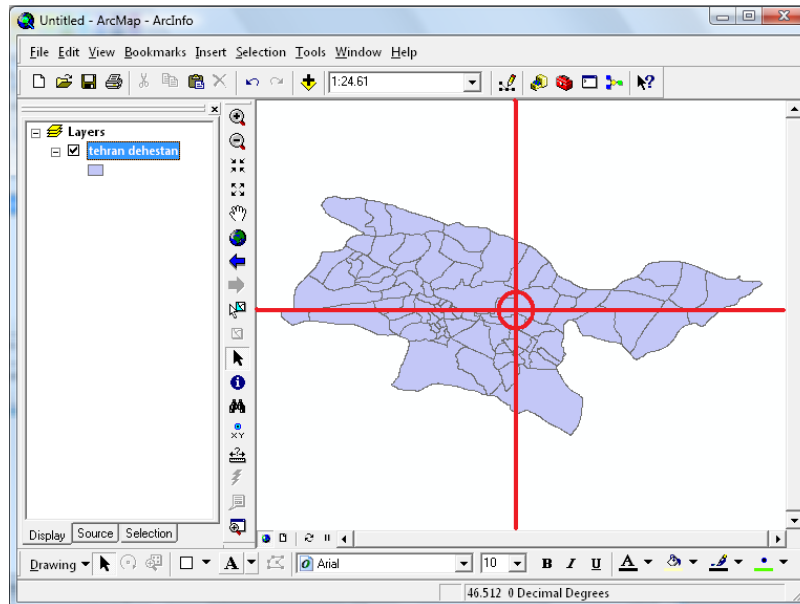 Untitled - ArcMap - ArcInfo
File Edit View Bookmarks Insert Selection Tools Window Help
1:24.61
Layers
tehran dehestan
XY
Display Source Selection
Drawing A Arial 10 B I U A
46.512 0 Decimal Degrees